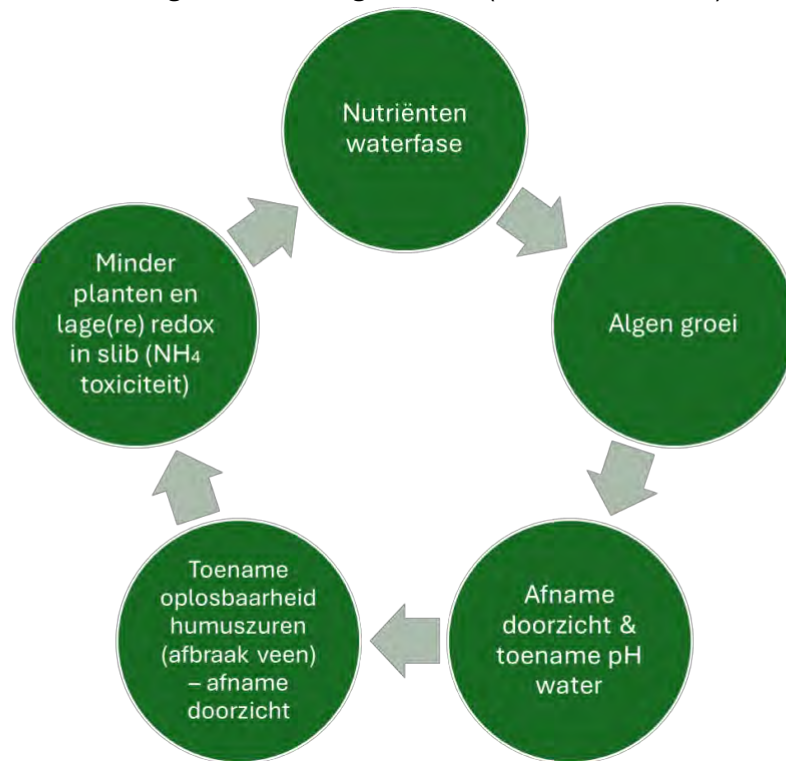 Nutriënten
waterfase
Algen groei
Afname
doorzicht &
toename pH
water
Toename
oplosbaarheid
humuszuren
(afbraak veen)
– afname
doorzicht
Minder
planten en
lage(re) redox
in slib (NH₄
toxiciteit)